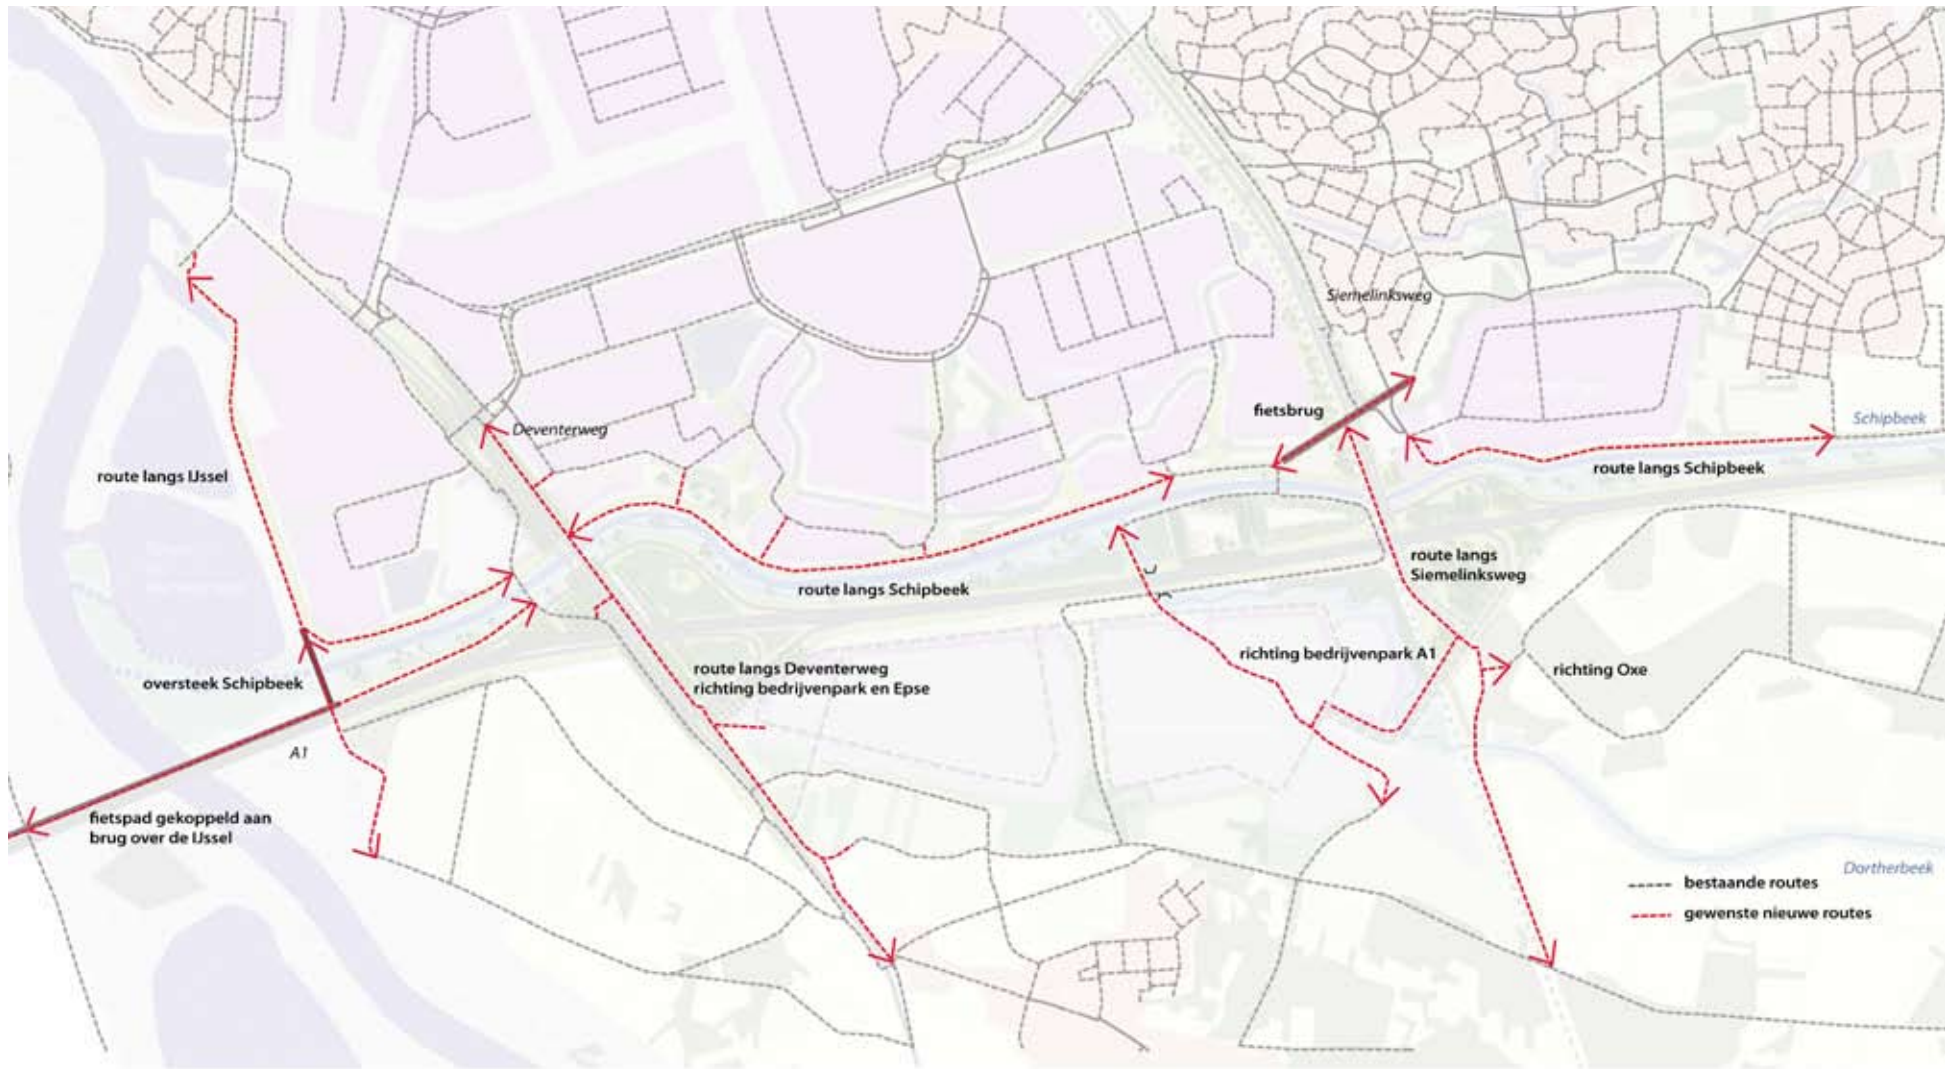 Siemelinksweg
fietsbrug
Schipbeek
Deventerweg
route langs IJssel
route langs Schipbeek
route langs
Siemelinksweg
route langs Schipbeek
richting bedrijvenpark A1
richting Oxe
route langs Deventerweg
richting bedrijvenpark en Epse
oversteek Schipbeek
A1
fietspad gekoppeld aan
brug over de IJssel
Dortherbeek
bestaande routes
gewenste nieuwe routes